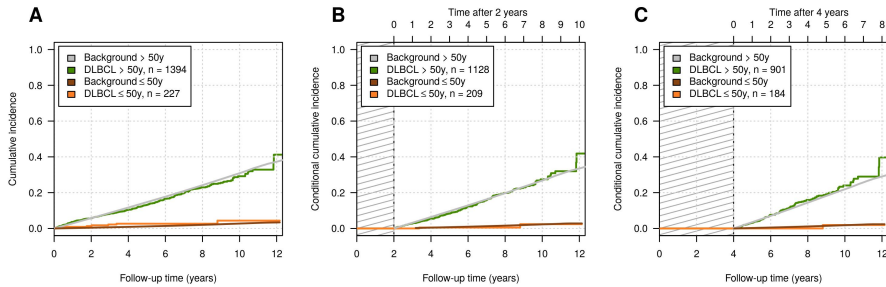 A
Background > 50y
DLBCL > 50y, n = 1394
Background ≤ 50y
DLBCL ≤ 50y, n = 227
Cumulative incidence
1.0
0.8
0.6
0.4
0.2
0.0
0 2 4 6 8 10 12
Follow-up time (years)
B
Time after 2 years
0 1 2 3 4 5 6 7 8 9 10
Background > 50y
DLBCL > 50y, n = 1128
Background ≤ 50y
DLBCL ≤ 50y, n = 209
Conditional cumulative incidence
1.0
0.8
0.6
0.4
0.2
0.0
0 2 4 6 8 10 12
Follow-up time (years)
C
Time after 4 years
0 1 2 3 4 5 6 7 8
Background > 50y
DLBCL > 50y, n = 901
Background ≤ 50y
DLBCL ≤ 50y, n = 184
Conditional cumulative incidence
1.0
0.8
0.6
0.4
0.2
0.0
0 2 4 6 8 10 12
Follow-up time (years)